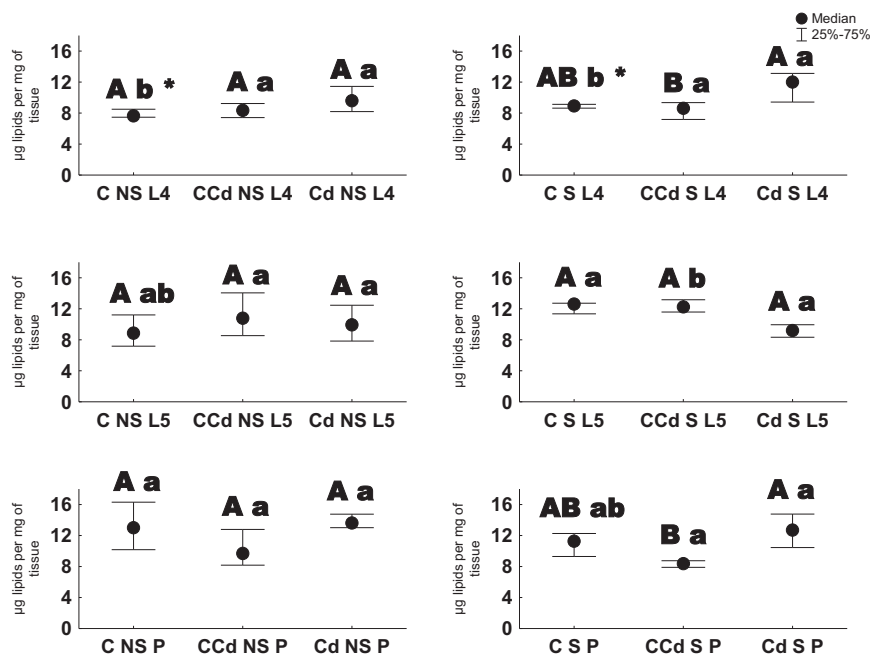 Median
25%-75%
µg lipids per mg of
tissue
16
12
8
4
0
A b *
A a
A a
C NS L4
CCd NS L4
Cd NS L4
µg lipids per mg of
tissue
16
12
8
4
0
AB b *
B a
A a
C S L4
CCd S L4
Cd S L4
µg lipids per mg of
tissue
16
12
8
4
0
A ab
A a
A a
C NS L5
CCd NS L5
Cd NS L5
µg lipids per mg of
tissue
16
12
8
4
0
A a
A b
A a
C S L5
CCd S L5
Cd S L5
µg lipids per mg of
tissue
16
12
8
4
0
A a
A a
A a
C NS P
CCd NS P
Cd NS P
µg lipids per mg of
tissue
16
12
8
4
0
AB ab
B a
A a
C S P
CCd S P
Cd S P